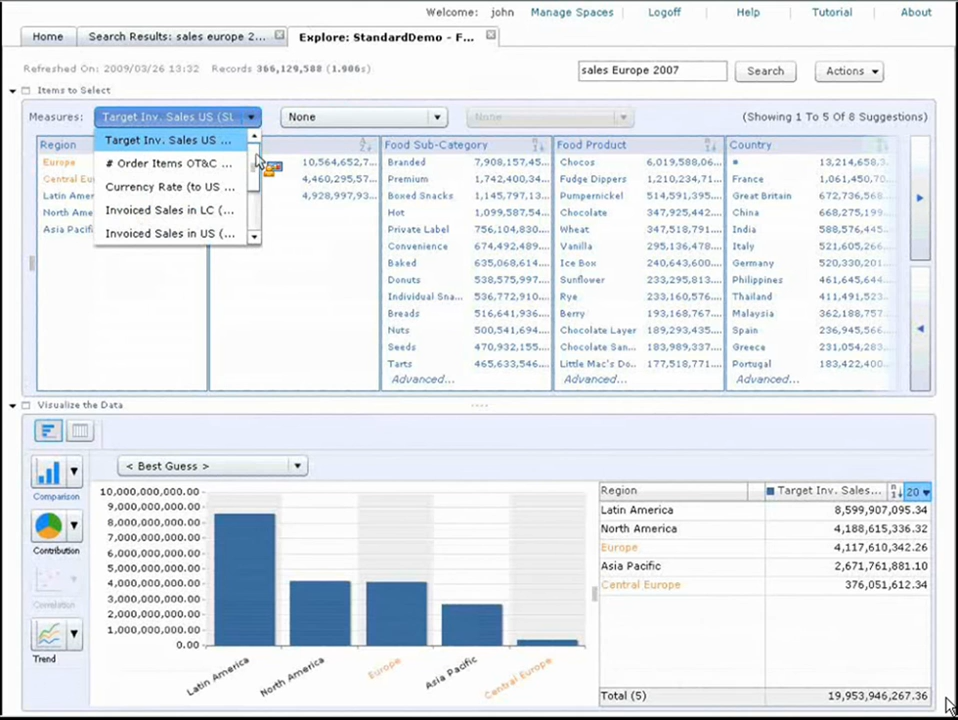 Welcome: john Manage Spaces Logoff Help Tutorial About
Home Search Results: sales europe 2... Explore: StandardDemo - F...
Refreshed On: 2009/03/26 13:32 Records 366,129,588 (1.906s) sales Europe 2007 Search Actions
Items to Select
Measures: Target Inv. Sales US (SL None None (Showing 1 To 5 Of 8 Suggestions)
Target Inv. Sales US ...
# Order Items OT&C ...
Currency Rate (to US ...
Invoiced Sales in LC (...
Invoiced Sales in US (...
Region
Europe
Central Eu
Latin Amer
North Ame
Asia Pacif
10,564,652,7...
4,460,295,57...
4,928,997,93...
Food Sub-Category
Branded 7,908,157,45...
Premium 1,742,400,34...
Boxed Snacks 1,197,645,42...
Hot 1,099,587,54...
Private Label 756,104,830....
Convenience 674,492,489....
Baked 635,068,614....
Donuts 538,575,997....
Individual Sna... 536,772,910....
Breads 516,641,936....
Nuts 500,541,694....
Seeds 470,932,155....
Tarts 465,633,546....
Advanced...
Food Product
Chocos 6,019,588,06...
Fudge Dippers 1,210,234,37...
Pumpernickel 514,591,395....
Chocolate 347,925,442....
Wheat 347,518,789....
Vanilla 295,136,478....
Ice Box 240,643,600....
Sunflower 233,295,813....
Rye 233,160,576....
Berry 193,168,767....
Chocolate Layer 189,293,435....
Chocolate San... 183,989,337....
Little Mac's Do.. 177,518,771....
Advanced...
Country
13,214,658,
France 1,061,450,70
Great Britain 672,736,568
China 668,275,188
India 588,576,445
Italy 521,605,266
Germany 520,330,201
Philippines 461,645,644
Thailand 411,491,523
Malaysia 362,188,757
Spain 236,945,566
Greece 231,054,283
Portugal 183,422,400
Advanced...
Visualize the Data
< Best Guess >
Comparison
Contribution
Correlation
Trend
10,000,000,000.00
9,000,000,000.00
8,000,000,000.00
7,000,000,000.00
6,000,000,000.00
5,000,000,000.00
4,000,000,000.00
3,000,000,000.00
2,000,000,000.00
1,000,000,000.00
0.00
Latin America
North America
Europe
Asia Pacific
Central Europe
Region Target Inv. Sales... 20
Latin America 8,599,907,095.34
North America 4,188,615,336.32
Europe 4,117,610,342.26
Asia Pacific 2,671,761,881.10
Central Europe 376,051,612.34
Total (5) 19,953,946,267.36